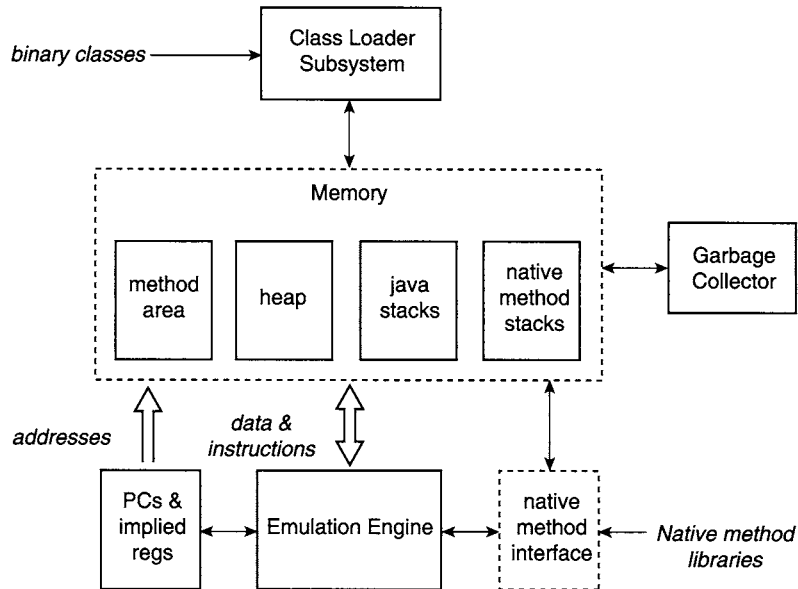 Class Loader
Subsystem
binary classes
Memory
method
area
heap
java
stacks
native
method
stacks
Garbage
Collector
addresses
data &
instructions
PCs &
implied
regs
Emulation Engine
native
method
interface
Native method
libraries